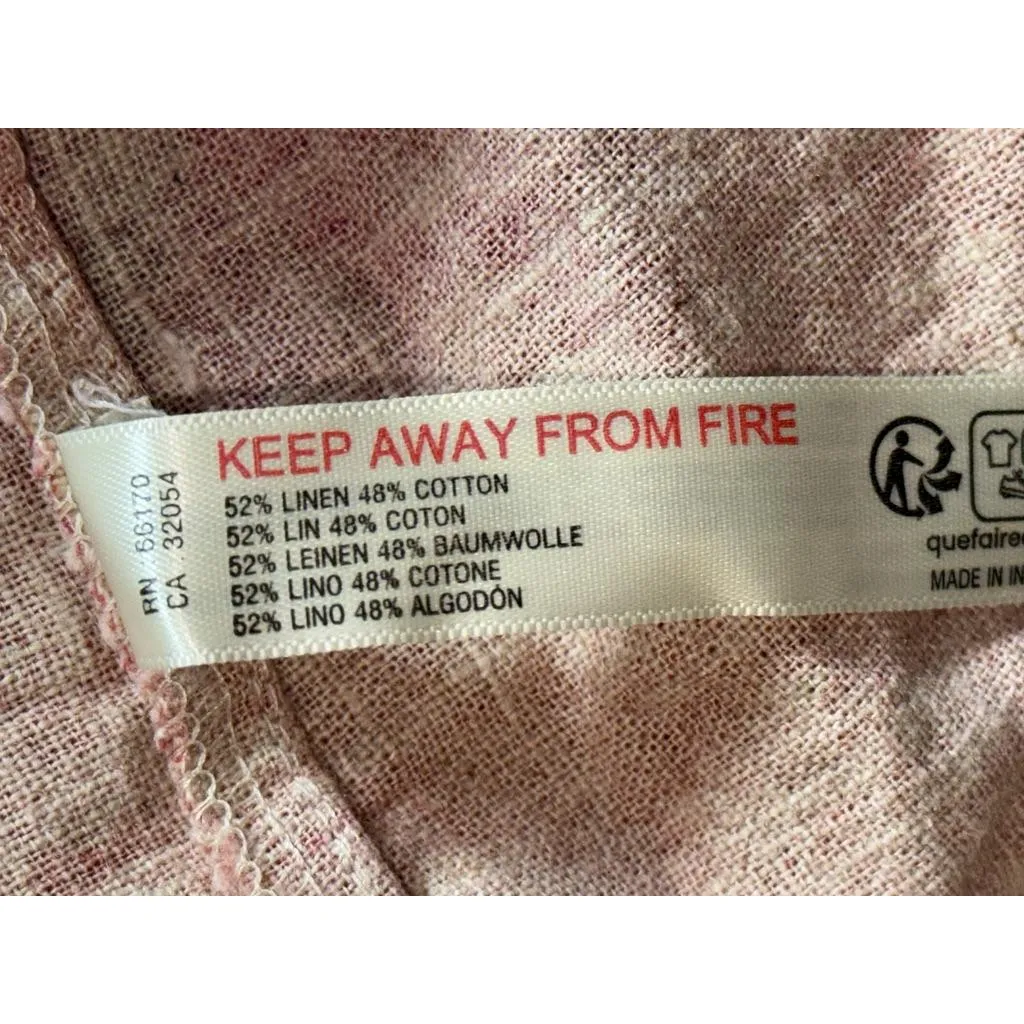 KEEP AWAY FROM FIRE
52% LINEN 48% COTTON
52% LIN 48% COTON
52% LEINEN 48% BAUMWOLLE
52% LINO 48% COTONE
52% LINO 48% ALGODÓN
RN 66170
CA 32054
MADE IN